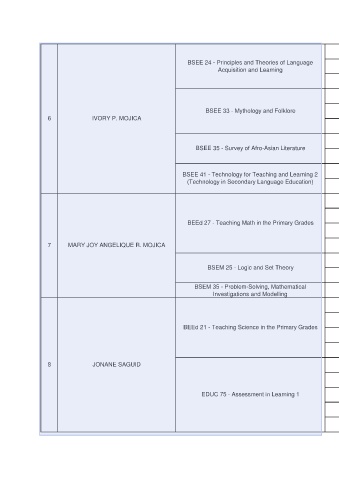 6
IVORY P. MOJICA
BSEE 24 - Principles and Theories of Language
Acquisition and Learning
BSEE 33 - Mythology and Folklore
BSEE 35 - Survey of Afro-Asian Literature
BSEE 41 - Technology for Teaching and Learning 2
(Technology in Secondary Language Education)
7
MARY JOY ANGELIQUE R. MOJICA
BEEd 27 - Teaching Math in the Primary Grades
BSEM 25 - Logic and Set Theory
BSEM 35 - Problem-Solving, Mathematical
Investigations and Modelling
8
JONANE SAGUID
BEEd 21 - Teaching Science in the Primary Grades
EDUC 75 - Assessment in Learning 1